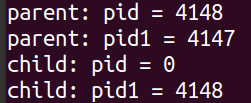 parent: pid = 4148
parent: pid1 = 4147
child: pid = 0
child: pid1 = 4148